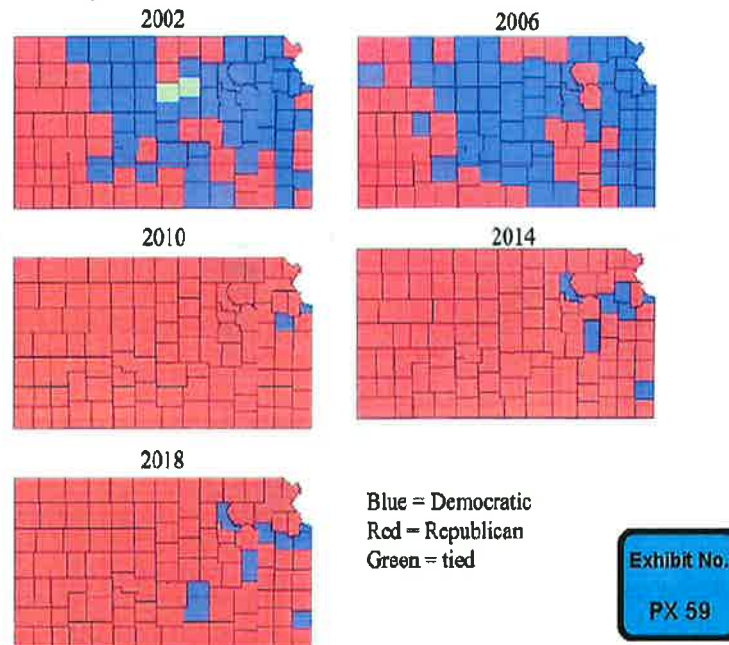 2002
2006
2010
2014
2018
Blue = Democratic
Red = Republican
Green = tied
Exhibit No.
PX 59